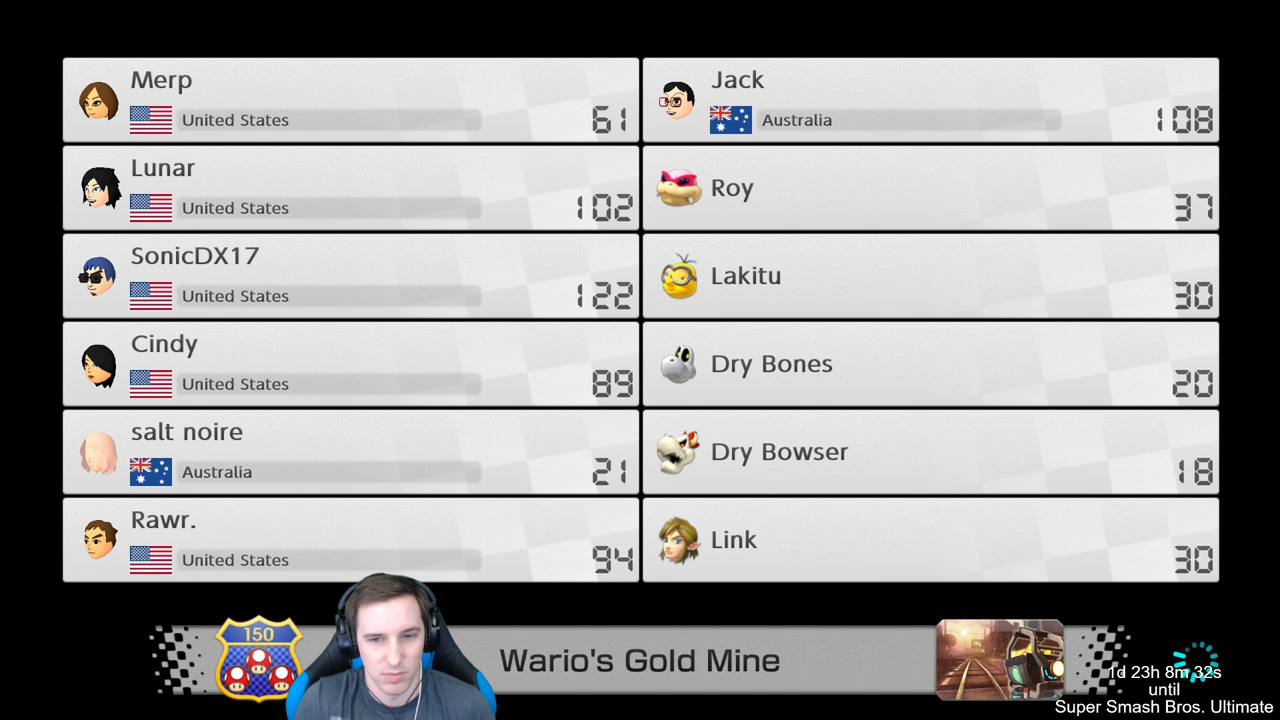 Merp
United States
61
Lunar
United States
102
SonicDX17
United States
122
Cindy
United States
89
salt noire
Australia
21
Rawr.
United States
94
Jack
Australia
108
Roy
37
Lakitu
30
Dry Bones
20
Dry Bowser
18
Link
30
150
Wario's Gold Mine
1d 23h 8m 32s
until
Super Smash Bros. Ultimate